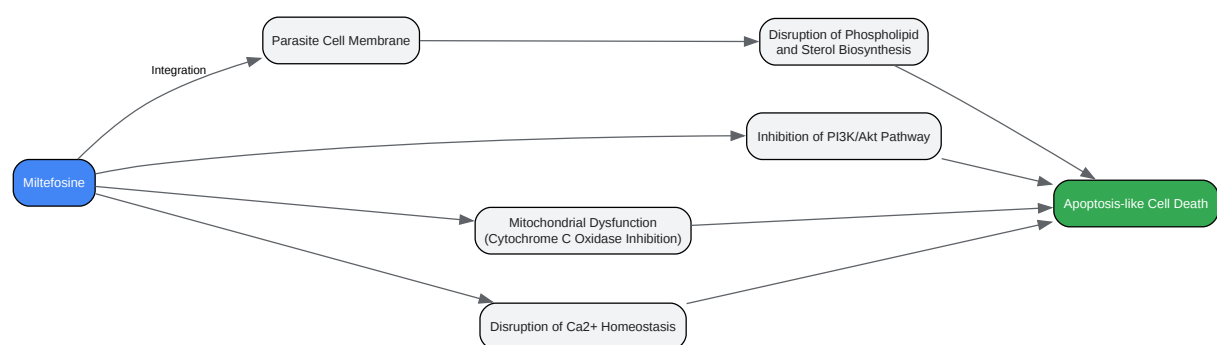 Parasite Cell Membrane
Disruption of Phospholipid
and Sterol Biosynthesis
Integration
Inhibition of PI3K/Akt Pathway
Miltefosine
Apoptosis-like Cell Death
Mitochondrial Dysfunction
(Cytochrome C Oxidase Inhibition)
Disruption of Ca2+ Homeostasis